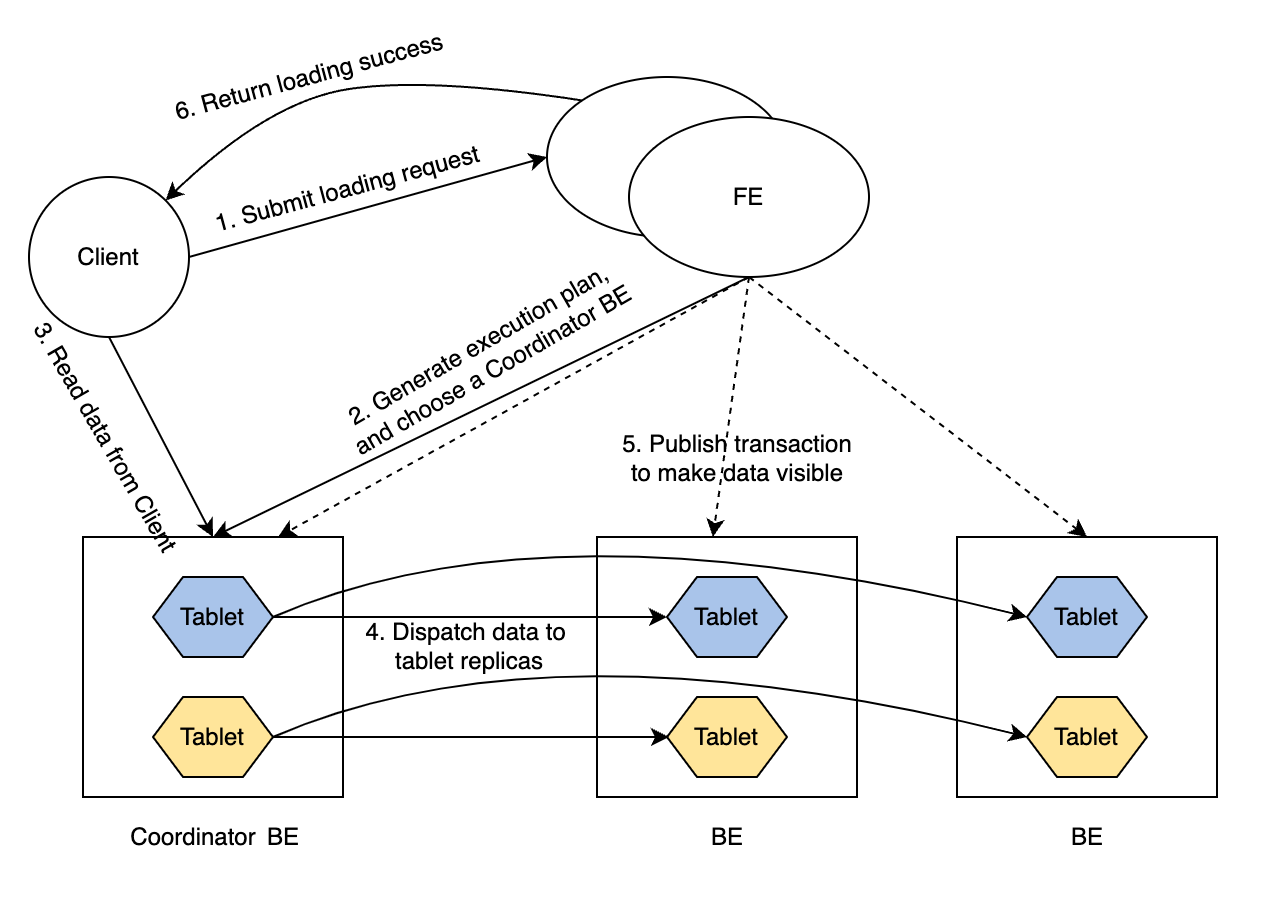 6. Return loading success
1. Submit loading request
FE
Client
2. Generate execution plan,
and choose a Coordinator BE
3. Read data from Client
5. Publish transaction
to make data visible
Tablet
Tablet
Tablet
4. Dispatch data to
tablet replicas
Tablet
Tablet
Tablet
Coordinator BE
BE
BE